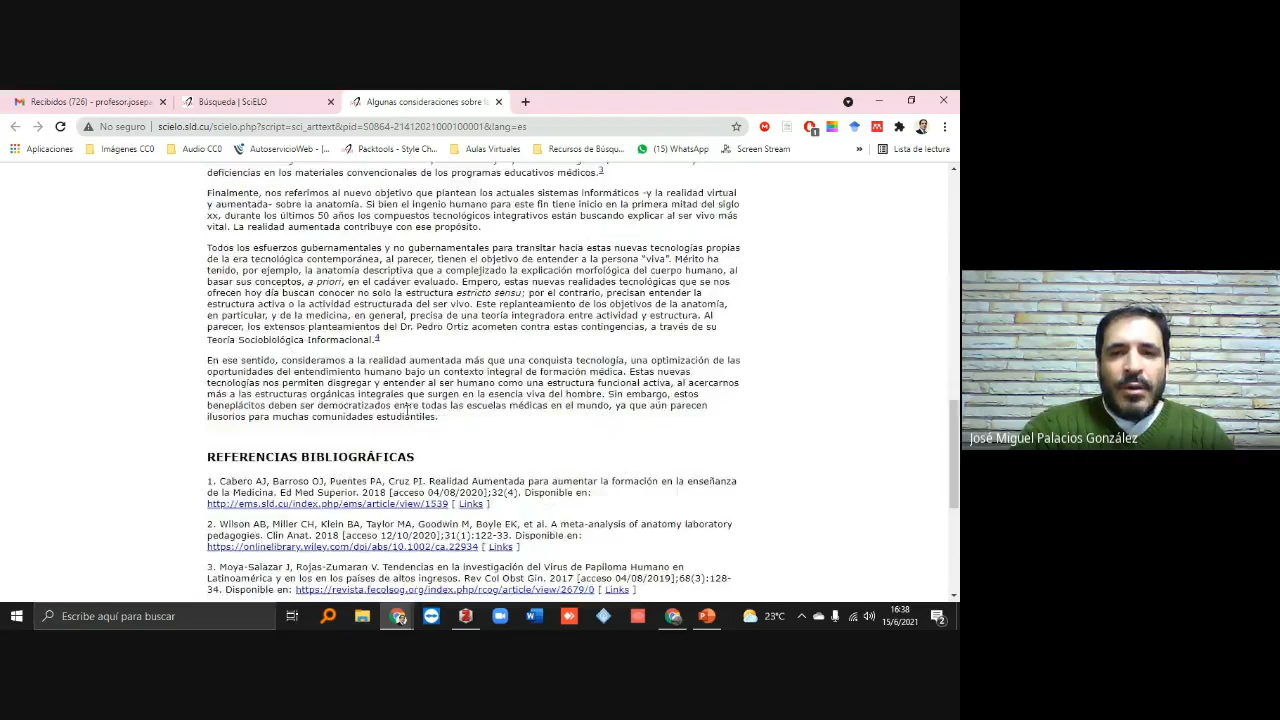 Recibidos (726) - profesor.josepa
Búsqueda | SciELO
Algunas consideraciones sobre l
No seguro | scielo.sld.cu/scielo.php?script=sci_arttext&pid=S0864-21412021000100001&lang=es
Aplicaciones
Imágenes CC0
Audio CC0
AutoservicioWeb - (...
Packtools - Style Ch...
Aulas Virtuales
Recursos de Búsqu...
(15) WhatsApp
Screen Stream
»
Lista de lectura
deficiencias en los materiales convencionales de los programas educativos médicos.3
Finalmente, nos referimos al nuevo objetivo que plantean los actuales sistemas informáticos -y la realidad virtual
y aumentada- sobre la anatomía. Si bien el ingenio humano para este fin tiene inicio en la primera mitad del siglo
xx, durante los últimos 50 años los compuestos tecnológicos integrativos están buscando explicar al ser vivo más
vital. La realidad aumentada contribuye con ese propósito.
Todos los esfuerzos gubernamentales y no gubernamentales para transitar hacia estas nuevas tecnologías propias
de la era tecnológica contemporánea, al parecer, tienen el objetivo de entender a la persona “viva”. Mérito ha
tenido, por ejemplo, la anatomía descriptiva que a complejizado la explicación morfológica del cuerpo humano, al
basar sus conceptos, a priori, en el cadáver evaluado. Empero, estas nuevas realidades tecnológicas que se nos
ofrecen hoy día buscan conocer no solo la estructura estricto sensu; por el contrario, precisan entender la
estructura activa o la actividad estructurada del ser vivo. Este replanteamiento de los objetivos de la anatomía,
en particular, y de la medicina, en general, precisa de una teoría integradora entre actividad y estructura. Al
parecer, los extensos planteamientos del Dr. Pedro Ortiz acometen contra estas contingencias, a través de su
Teoría Sociobiológica Informacional.4
En ese sentido, consideramos a la realidad aumentada más que una conquista tecnología, una optimización de las
oportunidades del entendimiento humano bajo un contexto integral de formación médica. Estas nuevas
tecnologías nos permiten disgregar y entender al ser humano como una estructura funcional activa, al acercarnos
más a las estructuras orgánicas integrales que surgen en la esencia viva del hombre. Sin embargo, estos
beneplácitos deben ser democratizados entre todas las escuelas médicas en el mundo, ya que aún parecen
ilusorios para muchas comunidades estudiantiles.
REFERENCIAS BIBLIOGRÁFICAS
1. Cabero AJ, Barroso OJ, Puentes PA, Cruz PI. Realidad Aumentada para aumentar la formación en la enseñanza
de la Medicina. Ed Med Superior. 2018 [acceso 04/08/2020];32(4). Disponible en:
http://ems.sld.cu/index.php/ems/article/view/1539 [ Links ]
2. Wilson AB, Miller CH, Klein BA, Taylor MA, Goodwin M, Boyle EK, et al. A meta-analysis of anatomy laboratory
pedagogies. Clin Anat. 2018 [acceso 12/10/2020];31(1):122-33. Disponible en:
https://onlinelibrary.wiley.com/doi/abs/10.1002/ca.22934 [ Links ]
3. Moya-Salazar J, Rojas-Zumaran V. Tendencias en la investigación del Virus de Papiloma Humano en
Latinoamérica y en los en los países de altos ingresos. Rev Col Obst Gin. 2017 [acceso 04/08/2019];68(3):128-
34. Disponible en: https://revista.fecolsog.org/index.php/rcog/article/view/2679/0 [ Links ]
José Miguel Palacios González
Escribe aquí para buscar
23°C
16:38
15/6/2021
2